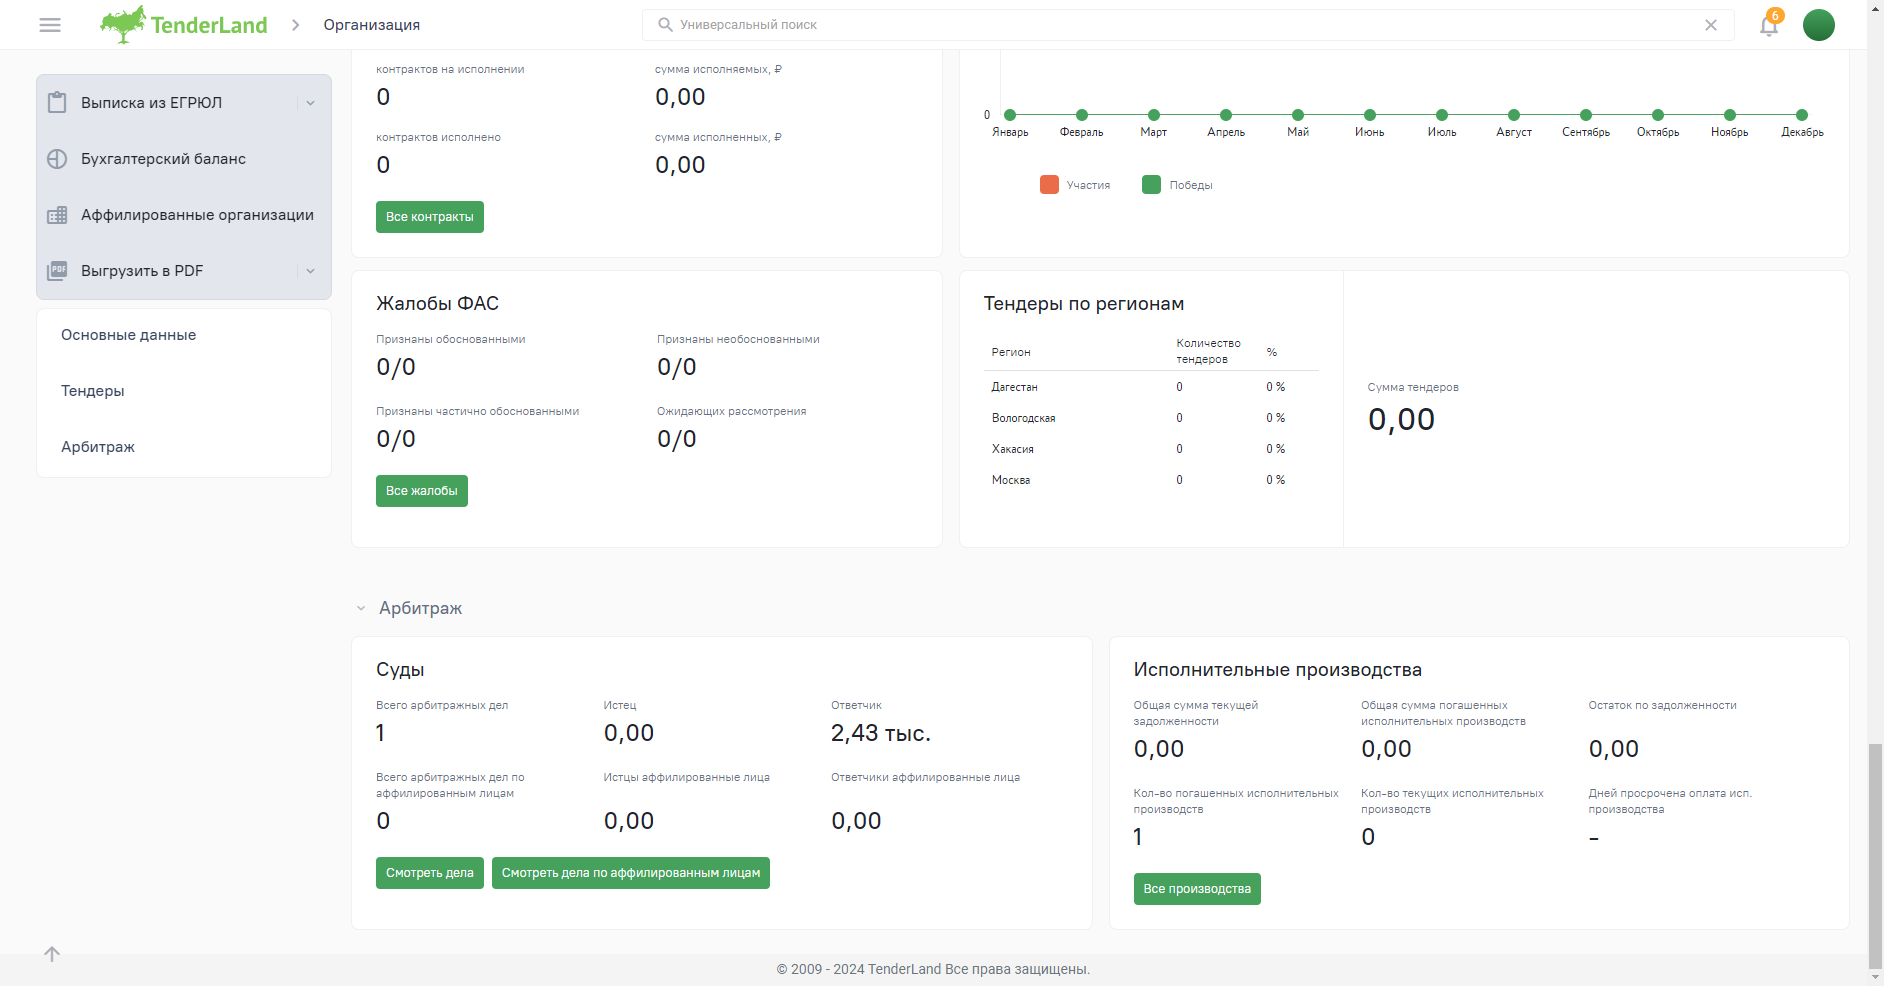 TenderLand
Организация
Универсальный поиск
6
Выписка из ЕГРЮЛ
Бухгалтерский баланс
Аффилированные организации
PDF
Выгрузить в PDF
Основные данные
Тендеры
Арбитраж
контрактов на исполнении
сумма исполняемых, ₽
0
0,00
контрактов исполнено
сумма исполненных, ₽
0
0,00
Все контракты
0
Январь
Февраль
Март
Апрель
Май
Июнь
Июль
Август
Сентябрь
Октябрь
Ноябрь
Декабрь
Участия
Победы
Жалобы ФАС
Признаны обоснованными
Признаны необоснованными
0/0
0/0
Признаны частично обоснованными
Ожидающих рассмотрения
0/0
0/0
Все жалобы
Тендеры по регионам
Регион
Количество
тендеров
%
Дагестан 0 0 %
Вологодская 0 0 %
Хакасия 0 0 %
Москва 0 0 %
Сумма тендеров
0,00
Арбитраж
Суды
Всего арбитражных дел
Истец
Ответчик
1
0,00
2,43 тыс.
Всего арбитражных дел по
аффилированным лицам
Истцы аффилированные лица
Ответчики аффилированные лица
0
0,00
0,00
Смотреть дела
Смотреть дела по аффилированным лицам
Исполнительные производства
Общая сумма текущей
задолженности
Общая сумма погашенных
исполнительных производств
Остаток по задолженности
0,00
0,00
0,00
Кол-во погашенных исполнительных
производств
Кол-во текущих исполнительных
производств
Дней просрочена оплата исп.
производства
1
0
-
Все производства
© 2009 - 2024 TenderLand Все права защищены.